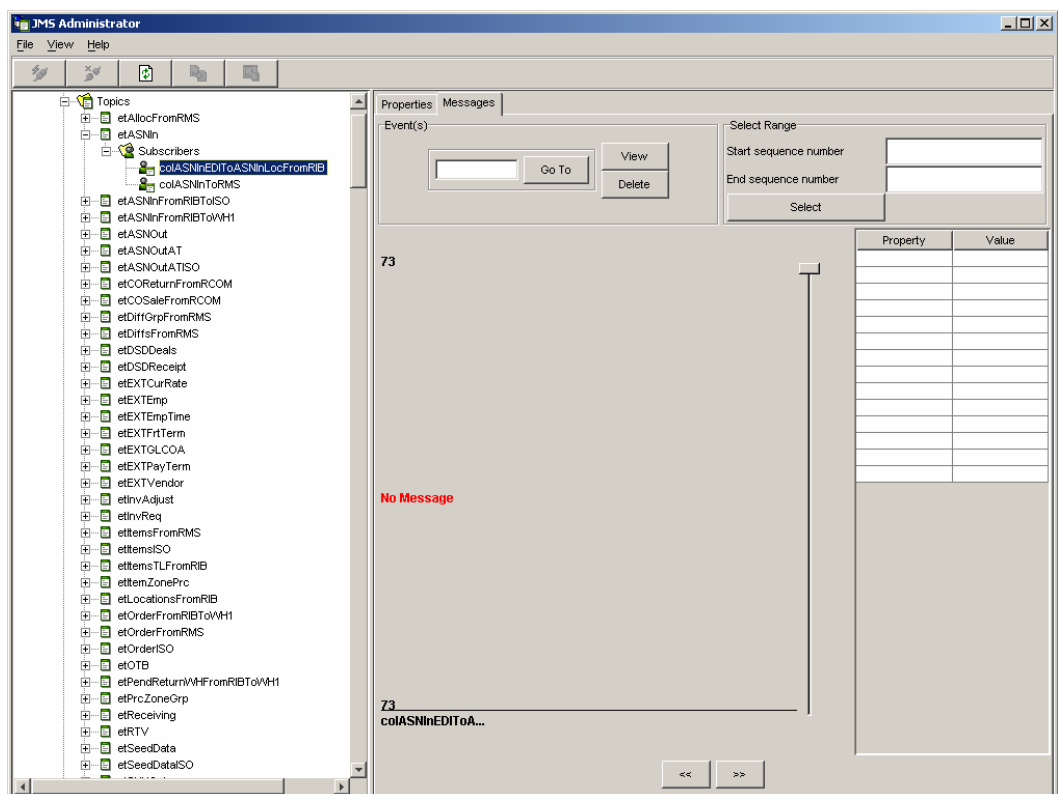 JMS Administrator
File View Help
Topics
etAllocFromRMS
etASNIn
Subscribers
colASNInEDIToASNInLocFromRIB
colASNInToRMS
etASNInFromRIBToISO
etASNInFromRIBToWH1
etASNOut
etASNOutAT
etASNOutATISO
etCOReturnFromRCOM
etCOSaleFromRCOM
etDiffGrpFromRMS
etDiffsFromRMS
etDSDDeals
etDSDReceipt
etEXTCurRate
etEXTEmp
etEXTEmpTime
etEXTFrtTerm
etEXTGLCOA
etEXTPayTerm
etEXTVendor
etInvAdjust
etInvReq
etItemsFromRMS
etItemsISO
etItemsTLFromRIB
etItemZonePrc
etLocationsFromRIB
etOrderFromRIBToWH1
etOrderFromRMS
etOrderISO
etOTB
etPendReturnWHFromRIBToWH1
etPrcZoneGrp
etReceiving
etRTV
etSeedData
etSeedDataISO
Properties Messages
Event(s)
Go To
View
Delete
Select Range
Start sequence number
End sequence number
Select
73
No Message
73
colASNInEDIToA...
<< >>
Property Value